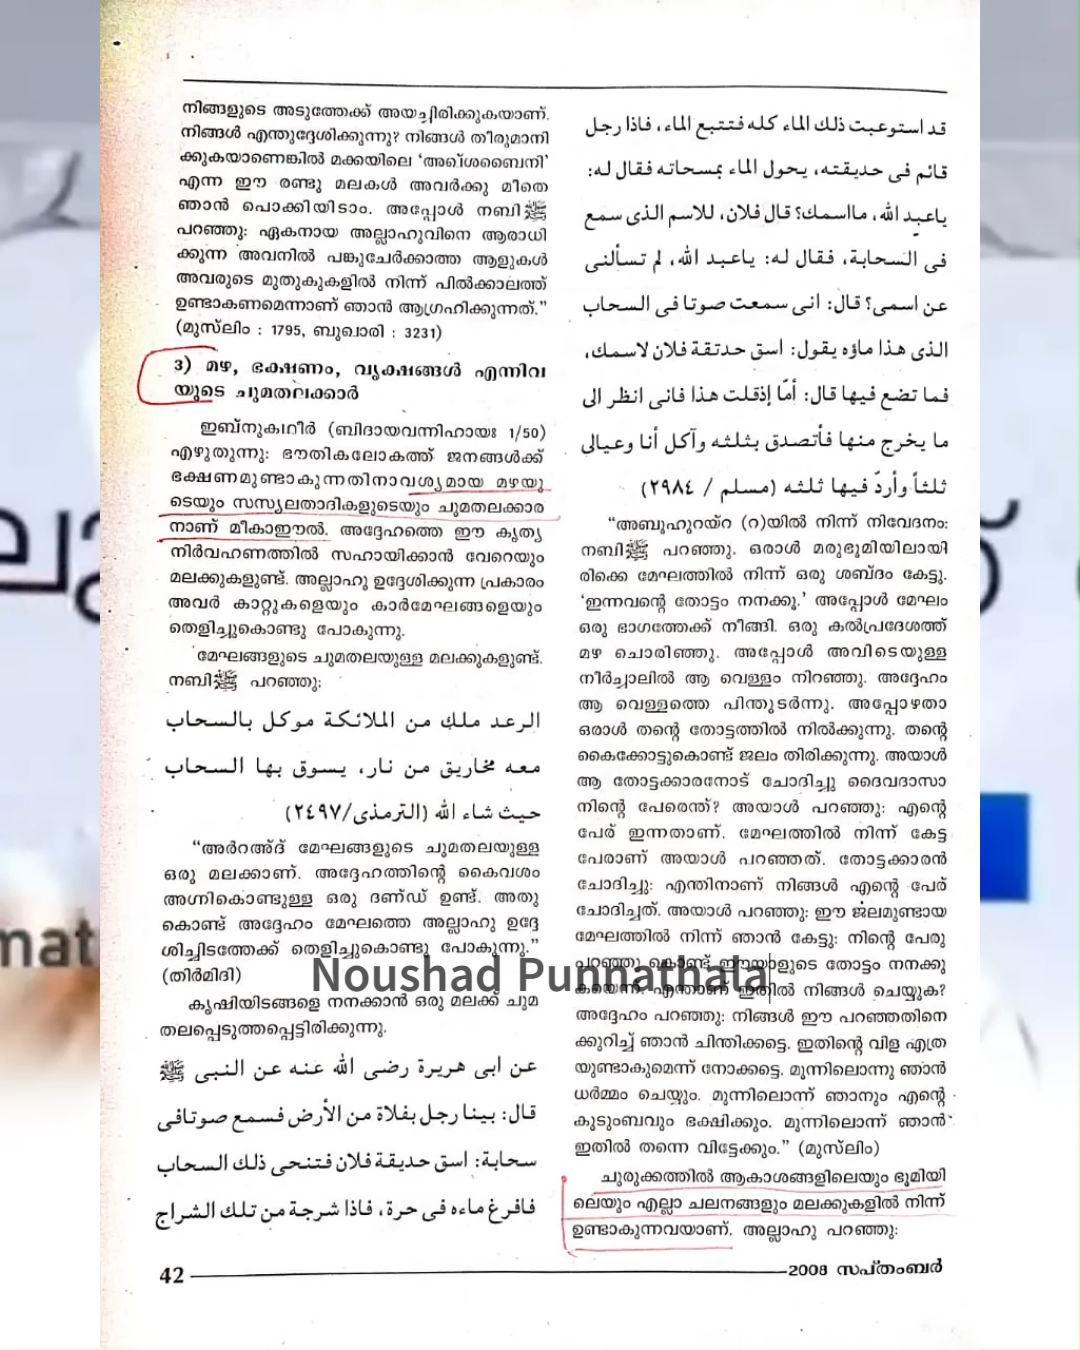 നിങ്ങളുടെ അടുത്തേക്ക് അയച്ചിരിക്കുകയാണ്.
നിങ്ങൾ എന്തുദ്ദേശിക്കുന്നു? നിങ്ങൾ തീരുമാനി
ക്കുകയാണെങ്കിൽ മക്കയിലെ ‘അഖ്ശബൈനി’
എന്ന ഈ രണ്ടു മലകൾ അവർക്കു മീതെ
ഞാൻ പൊക്കിയിടാം. അപ്പോൾ നബിﷺ
പറഞ്ഞു: ഏകനായ അല്ലാഹുവിനെ ആരാധി
ക്കുന്ന അവനിൽ പങ്കുചേർക്കാത്ത ആളുകൾ
അവരുടെ മുതുകുകളിൽ നിന്ന് പിൽക്കാലത്ത്
ഉണ്ടാകണമെന്നാണ് ഞാൻ ആഗ്രഹിക്കുന്നത്.”
(മുസ്‌ലിം : 1795, ബുഖാരി : 3231)
3) മഴ, ഭക്ഷണം, വൃക്ഷങ്ങൾ എന്നിവ
യുടെ ചുമതലക്കാർ
ഇബ്നുകഥീർ (ബിദായവന്നിഹായഃ 1/50)
എഴുതുന്നു: ഭൗതികലോകത്ത് ജനങ്ങൾക്ക്
ഭക്ഷണമുണ്ടാകുന്നതിനാവശ്യമായ മഴയു
ടെയും സസ്യലതാദികളുടെയും ചുമതലക്കാര
നാണ് മീകാഈൽ. അദ്ദേഹത്തെ ഈ കൃത്യ
നിർവഹണത്തിൽ സഹായിക്കാൻ വേറെയും
മലക്കുകളുണ്ട്. അല്ലാഹു ഉദ്ദേശിക്കുന്ന പ്രകാരം
അവർ കാറ്റുകളെയും കാർമേഘങ്ങളെയും
തെളിച്ചുകൊണ്ടു പോകുന്നു.
മേഘങ്ങളുടെ ചുമതലയുള്ള മലക്കുകളുണ്ട്.
നബിﷺ പറഞ്ഞു:
الرعد ملك من الملائكة موكل بالسحاب
معه مخاريق من نار، يسوق بها السحاب
حيث شاء الله (الترمذى/٢٤٩٧)
“അർറഅ്ദ് മേഘങ്ങളുടെ ചുമതലയുള്ള
ഒരു മലക്കാണ്. അദ്ദേഹത്തിന്റെ കൈവശം
അഗ്നികൊണ്ടുള്ള ഒരു ദണ്ഡ് ഉണ്ട്. അതു
കൊണ്ട് അദ്ദേഹം മേഘത്തെ അല്ലാഹു ഉദ്ദേ
ശിച്ചിടത്തേക്ക് തെളിച്ചുകൊണ്ടു പോകുന്നു.”
(തിർമിദി)
കൃഷിയിടങ്ങളെ നനക്കാൻ ഒരു മലക്ക് ചുമ
തലപ്പെടുത്തപ്പെട്ടിരിക്കുന്നു.
عن ابى هريرة رضى الله عنه عن النبى ﷺ
قال: بينا رجل بفلاة من الأرض فسمع صوتافى
سحابة: اسق حديقة فلان فتنحى ذلك السحاب
فافرغ ماءه فى حرة، فاذا شرجة من تلك الشراج
قد استوعبت ذلك الماء كله فتتبع الماء، فاذا رجل
قائم فى حديقته، يحول الماء بمسحاته فقال له:
ياعبد الله، مااسمك؟ قال فلان، للاسم الذى سمع
فى السحابة، فقال له: ياعبد الله، لم تسألنى
عن اسمى؟ قال: انى سمعت صوتا فى السحاب
الذى هذا ماؤه يقول: اسق حدتقة فلان لاسمك،
فما تضع فيها قال: أمّا إذقلت هذا فانى انظر الى
ما يخرج منها فأتصدق بثلثه وآكل أنا وعيالى
ثلثاً وأردّ فيها ثلثه (مسلم / ٢٩٨٤)
“അബൂഹുറയ്റ (റ)യിൽ നിന്ന് നിവേദനം:
നബിﷺ പറഞ്ഞു. ഒരാൾ മരുഭൂമിയിലായി
രിക്കെ മേഘത്തിൽ നിന്ന് ഒരു ശബ്ദം കേട്ടു.
‘ഇന്നവന്റെ തോട്ടം നനക്കൂ.’ അപ്പോൾ മേഘം
ഒരു ഭാഗത്തേക്ക് നീങ്ങി. ഒരു കൽപ്രദേശത്ത്
മഴ ചൊരിഞ്ഞു. അപ്പോൾ അവിടെയുള്ള
നീർച്ചാലിൽ ആ വെള്ളം നിറഞ്ഞു. അദ്ദേഹം
ആ വെള്ളത്തെ പിന്തുടർന്നു. അപ്പോഴതാ
ഒരാൾ തന്റെ തോട്ടത്തിൽ നിൽക്കുന്നു. തന്റെ
കൈക്കോട്ടുകൊണ്ട് ജലം തിരിക്കുന്നു. അയാൾ
ആ തോട്ടക്കാരനോട് ചോദിച്ചു ദൈവദാസാ
നിന്റെ പേരെന്ത്? അയാൾ പറഞ്ഞു: എന്റെ
പേര് ഇന്നതാണ്. മേഘത്തിൽ നിന്ന് കേട്ട
പേരാണ് അയാൾ പറഞ്ഞത്. തോട്ടക്കാരൻ
ചോദിച്ചു: എന്തിനാണ് നിങ്ങൾ എന്റെ പേര്
ചോദിച്ചത്. അയാൾ പറഞ്ഞു: ഈ ജലമുണ്ടായ
മേഘത്തിൽ നിന്ന് ഞാൻ കേട്ടു: നിന്റെ പേരു
പറഞ്ഞു കൊണ്ട് ഈയാളുടെ തോട്ടം നനക്കൂ
യെന്ന്. എന്താണ് ഇതിൽ നിങ്ങൾ ചെയ്യുക?
അദ്ദേഹം പറഞ്ഞു: നിങ്ങൾ ഈ പറഞ്ഞതിനെ
ക്കുറിച്ച് ഞാൻ ചിന്തിക്കട്ടെ. ഇതിന്റെ വിള എത്ര
യുണ്ടാകുമെന്ന് നോക്കട്ടെ. മൂന്നിലൊന്നു ഞാൻ
ധർമ്മം ചെയ്യും. മൂന്നിലൊന്ന് ഞാനും എന്റെ
കുടുംബവും ഭക്ഷിക്കും. മൂന്നിലൊന്ന് ഞാൻ
ഇതിൽ തന്നെ വിട്ടേക്കും.” (മുസ്‌ലിം)
ചുരുക്കത്തിൽ ആകാശങ്ങളിലെയും ഭൂമിയി
ലെയും എല്ലാ ചലനങ്ങളും മലക്കുകളിൽ നിന്ന്
ഉണ്ടാകുന്നവയാണ്. അല്ലാഹു പറഞ്ഞു:
Noushad Punnathala
42
2008 സപ്തംബർ